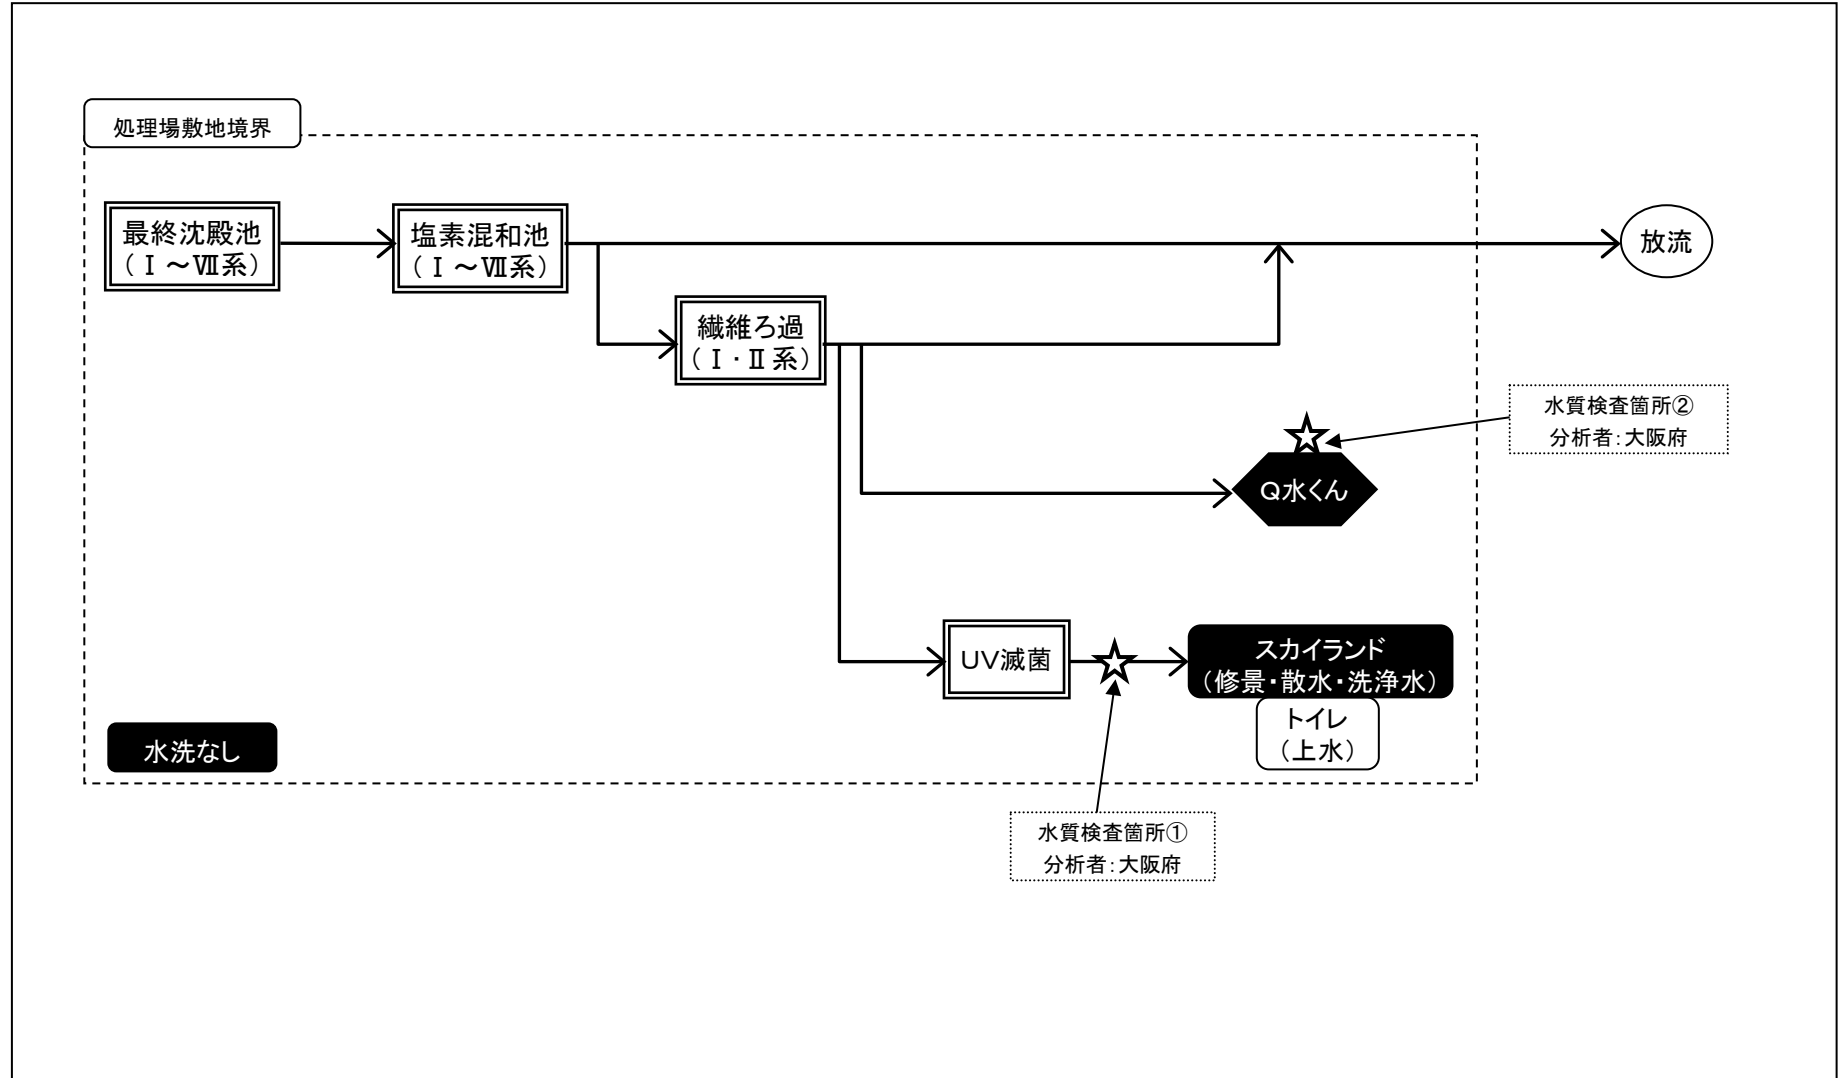 処理場敷地境界
最終沈殿池
（Ⅰ～Ⅶ系）
塩素混和池
（Ⅰ～Ⅶ系）
放流
繊維ろ過
（Ⅰ・Ⅱ系）
水質検査箇所②
分析者：大阪府
Q水くん
UV滅菌
スカイランド
（修景・散水・洗浄水）
トイレ
（上水）
水洗なし
水質検査箇所①
分析者：大阪府